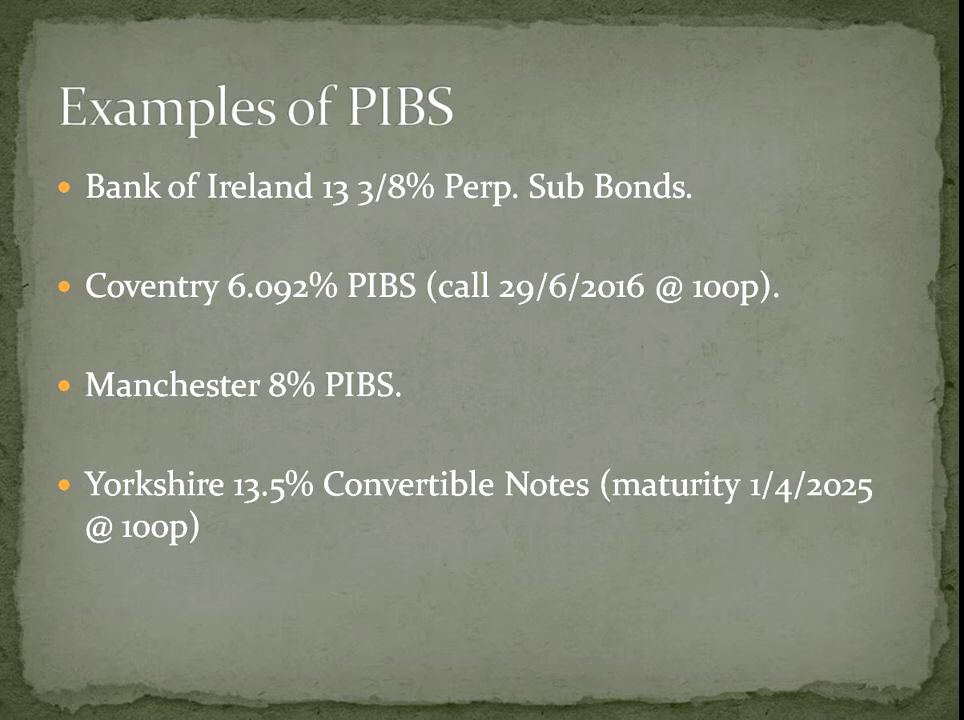 Examples of PIBS
• Bank of Ireland 13 3/8% Perp. Sub Bonds.
• Coventry 6.092% PIBS (call 29/6/2016 @ 100p).
• Manchester 8% PIBS.
• Yorkshire 13.5% Convertible Notes (maturity 1/4/2025
@ 100p)